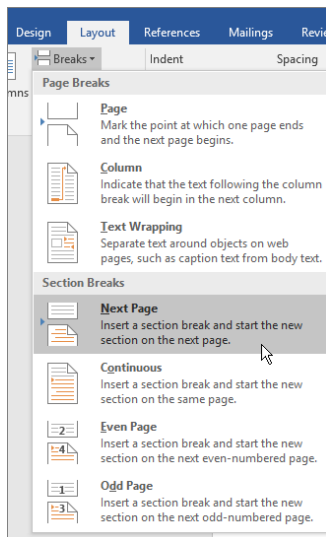 Design Layout References Mailings Revie
Breaks Indent Spacing
mns
Page Breaks
Page
Mark the point at which one page ends
and the next page begins.
Column
Indicate that the text following the column
break will begin in the next column.
Text Wrapping
Separate text around objects on web
pages, such as caption text from body text.
Section Breaks
Next Page
Insert a section break and start the new
section on the next page.
Continuous
Insert a section break and start the new
section on the same page.
2
4
Even Page
Insert a section break and start the new
section on the next even-numbered page.
1
3
Odd Page
Insert a section break and start the new
section on the next odd-numbered page.